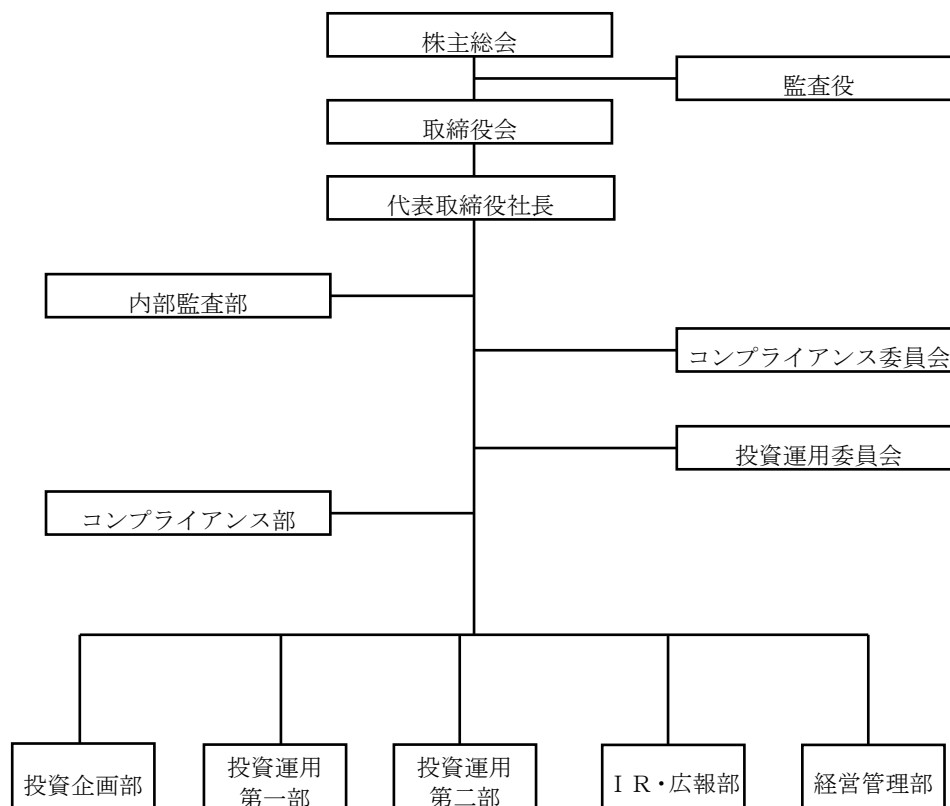 株主総会
監査役
取締役会
代表取締役社長
内部監査部
コンプライアンス委員会
投資運用委員会
コンプライアンス部
投資企画部
投資運用
第一部
投資運用
第二部
ＩＲ・広報部
経営管理部